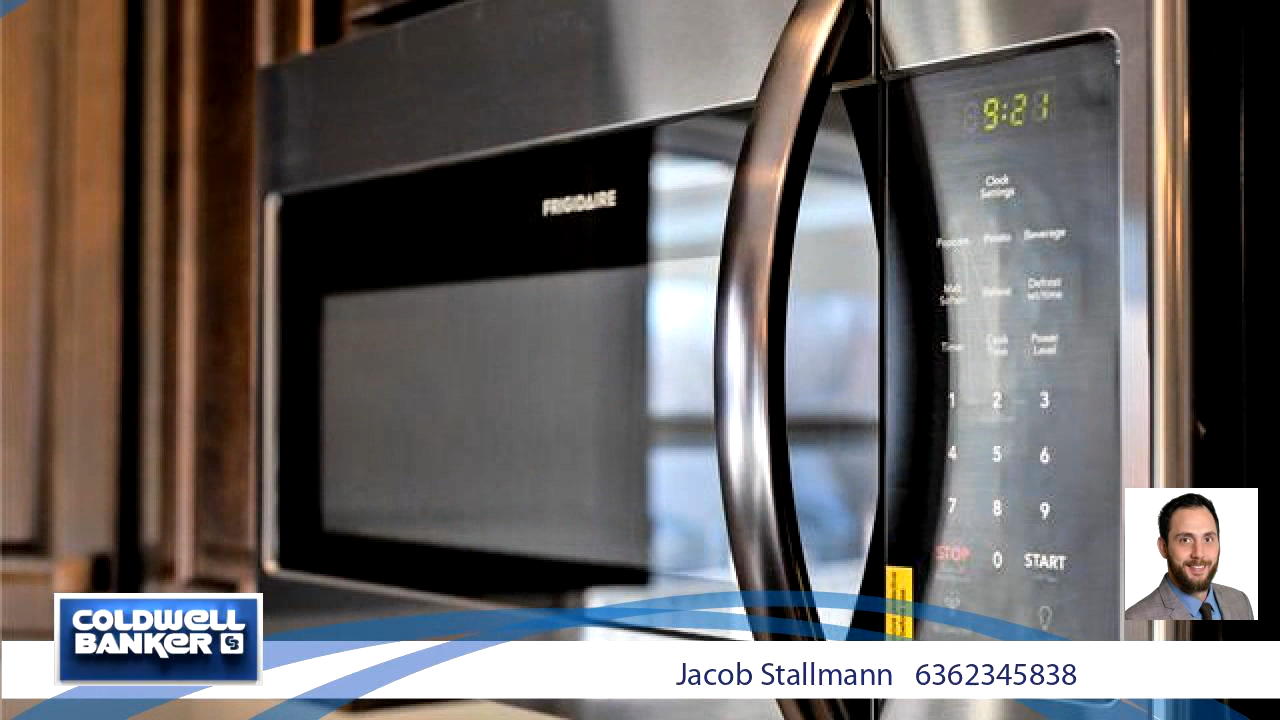 FRIGIDAIRE
9:21
Clock
Settings
Popcorn Potato Beverage
Melt
Soften
Defrost
wt/time
Timer
Cook
Time
Power
Level
1 2 3
4 5 6
7 8 9
STOP 0 START
COLDWELL
BANKER CB
Jacob Stallmann 6362345838